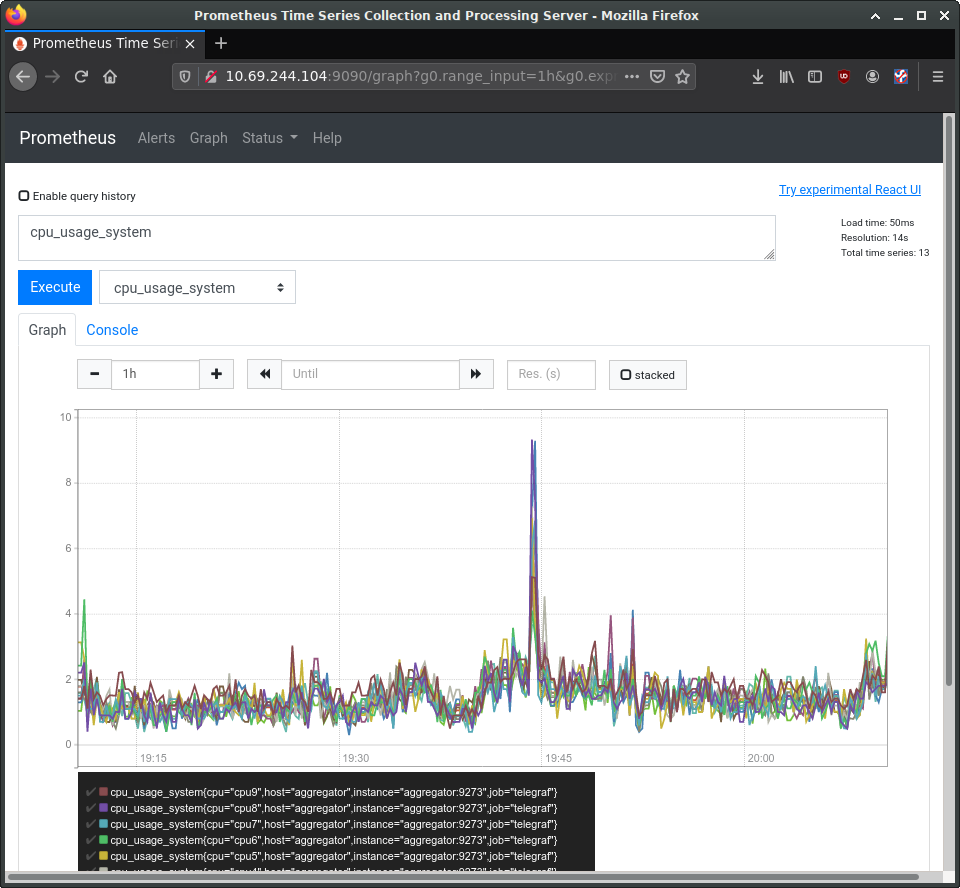 Prometheus Time Series Collection and Processing Server - Mozilla Firefox
Prometheus Time Seri
10.69.244.104:9090/graph?g0.range_input=1h&g0.exp
Prometheus Alerts Graph Status Help
Try experimental React UI
Enable query history
cpu_usage_system
Load time: 50ms
Resolution: 14s
Total time series: 13
Execute cpu_usage_system
Graph Console
1h Until Res. (s) stacked
10
8
6
4
2
0
19:15 19:30 19:45 20:00
cpu_usage_system{cpu="cpu9",host="aggregator",instance="aggregator:9273",job="telegraf"}
cpu_usage_system{cpu="cpu8",host="aggregator",instance="aggregator:9273",job="telegraf"}
cpu_usage_system{cpu="cpu7",host="aggregator",instance="aggregator:9273",job="telegraf"}
cpu_usage_system{cpu="cpu6",host="aggregator",instance="aggregator:9273",job="telegraf"}
cpu_usage_system{cpu="cpu5",host="aggregator",instance="aggregator:9273",job="telegraf"}